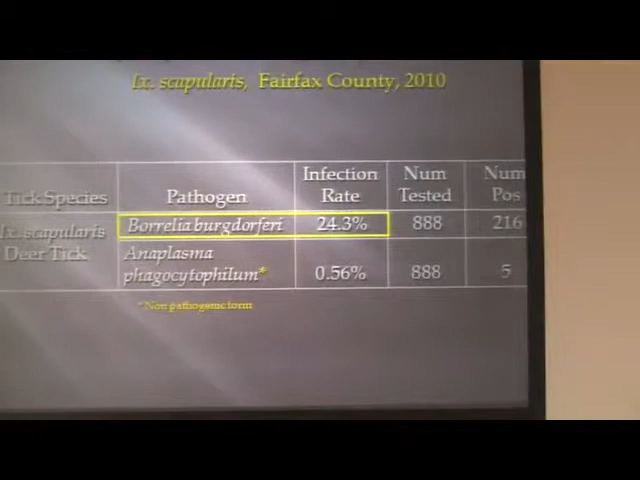 Ix. scapularis, Fairfax County, 2010
Infection Num Num
Tick Species Pathogen Rate Tested Pos
Ix. scapularis Borrelia burgdorferi 24.3% 888 216
Deer Tick Anaplasma
phagocytophilum* 0.56% 888 5
*Non pathogenic form